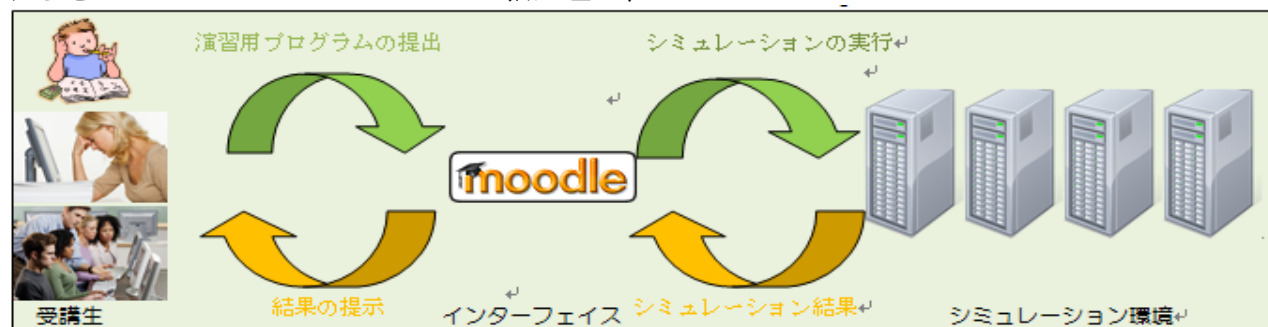 演習用プログラムの提出
シミュレーションの実行
moodle
結果の提示
シミュレーション結果
受講生
インターフェイス
シミュレーション環境